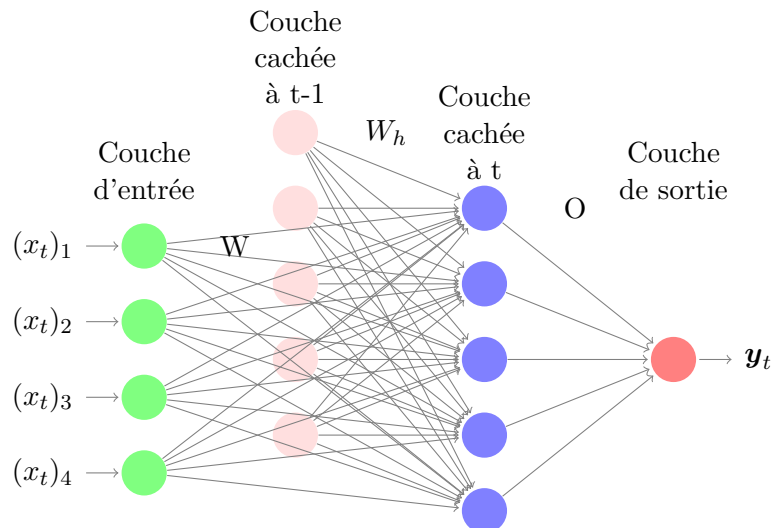 Couche
cachée
à t-1
Couche
cachée
à t
W_h
Couche
d'entrée
Couche
de sortie
O
W
(x_t)_1
(x_t)_2
(x_t)_3
(x_t)_4
y_t